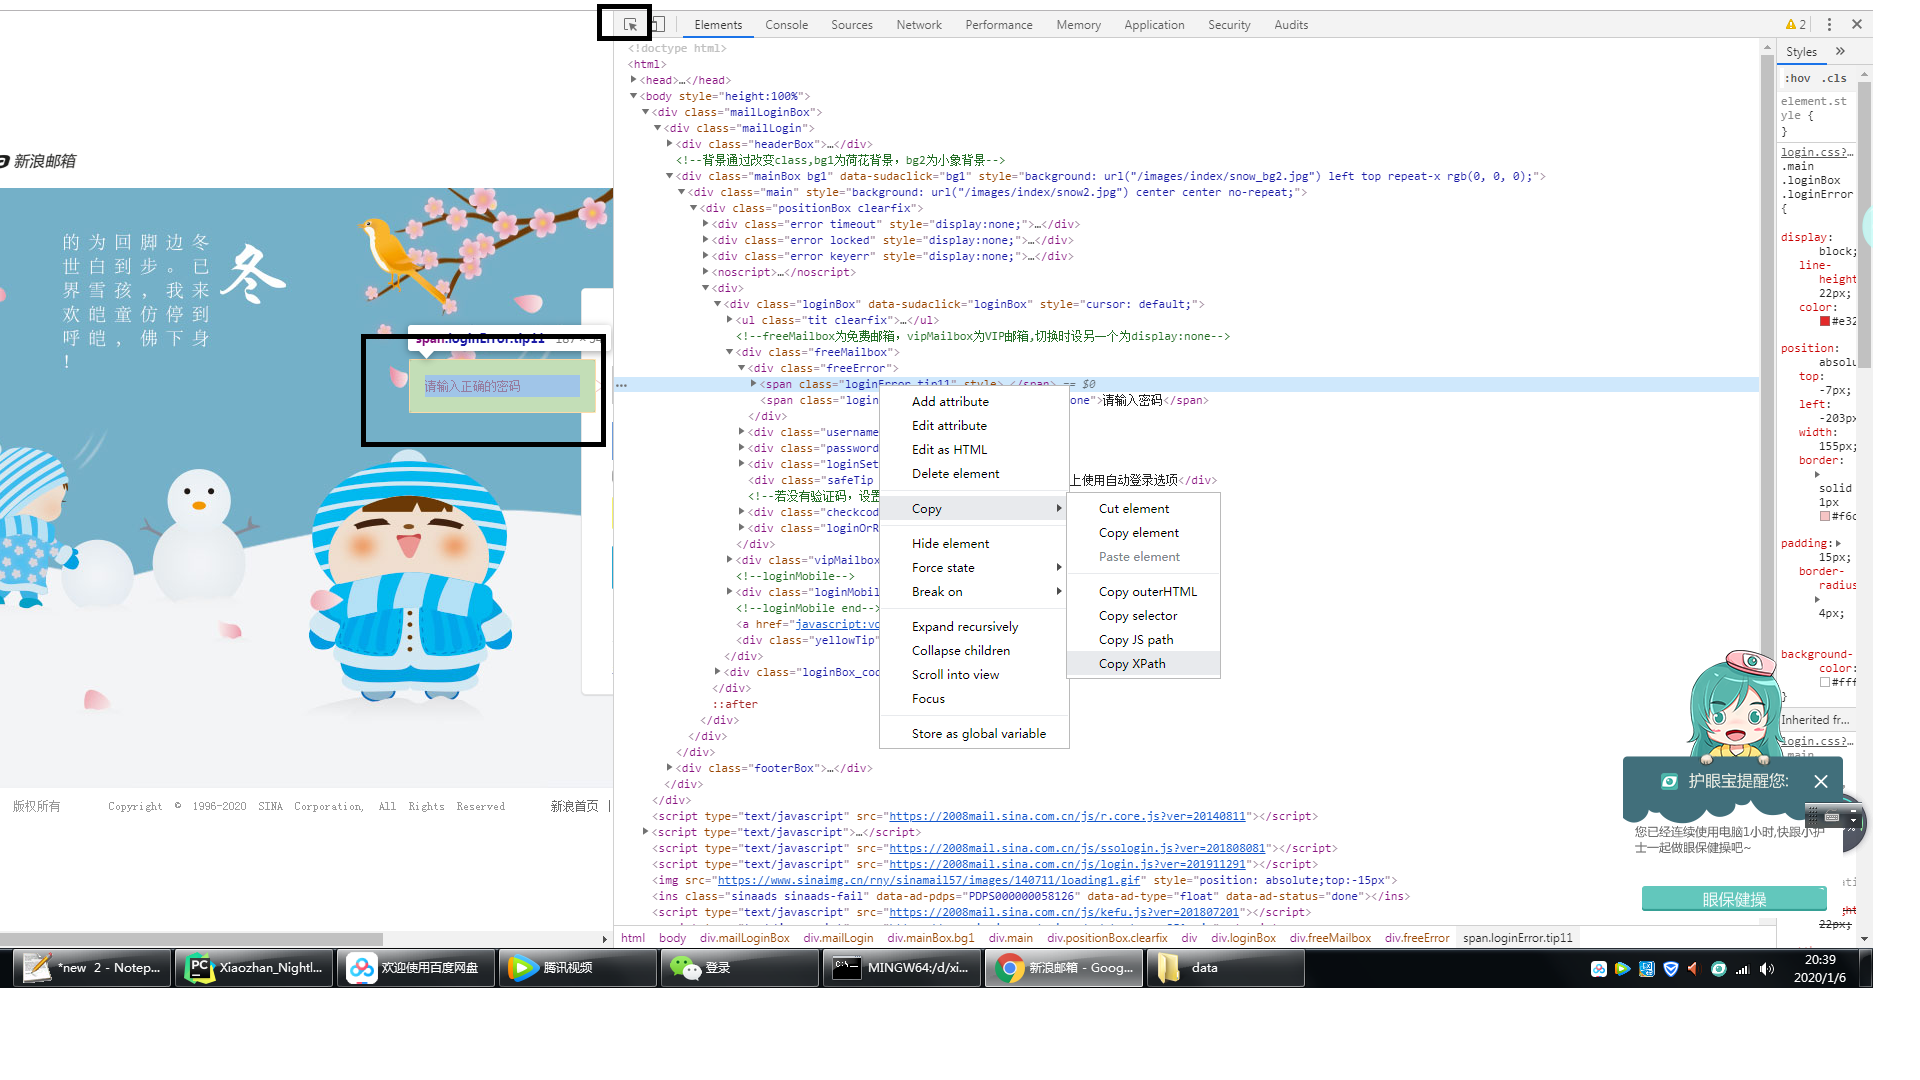 Elements Console Sources Network Performance Memory Application Security Audits 2
新浪邮箱
冬
的为回脚边冬
世白到步。已
界雪孩，我来
欢皑童仿停到
呼皑，佛下身
！
span.loginError.tip11
请输入正确的密码
版权所有 Copyright © 1996-2020 SINA Corporation, All Rights Reserved 新浪首页 |
<!doctype html>
<html>
<head>…</head>
<body style="height:100%">
<div class="mailLoginBox">
<div class="mailLogin">
<div class="headerBox">…</div>
<!--背景通过改变class,bg1为荷花背景，bg2为小象背景-->
<div class="mainBox bg1" data-sudaclick="bg1" style="background: url("/images/index/snow_bg2.jpg") left top repeat-x rgb(0, 0, 0);">
<div class="main" style="background: url("/images/index/snow2.jpg") center center no-repeat;">
<div class="positionBox clearfix">
<div class="error timeout" style="display:none;">…</div>
<div class="error locked" style="display:none;">…</div>
<div class="error keyerr" style="display:none;">…</div>
<noscript>…</noscript>
<div>
<div class="loginBox" data-sudaclick="loginBox" style="cursor: default;">
<ul class="tit clearfix">…</ul>
<!--freeMailbox为免费邮箱，vipMailbox为VIP邮箱,切换时设另一个为display:none-->
<div class="freeMailbox">
<div class="freeError">
<span class="loginError tip11" style>…</span> == $0
<span class="login one">请输入密码</span>
</div>
<div class="username
<div class="password
<div class="loginSet
<div class="safeTip 上使用自动登录选项</div>
<!--若没有验证码，设置
<div class="checkcod
<div class="loginOrR
</div>
<div class="vipMailbox
<!--loginMobile-->
<div class="loginMobil
<!--loginMobile end-->
<a href="javascript:vo
<div class="yellowTip"
</div>
<div class="loginBox_cod
</div>
::after
</div>
</div>
</div>
<div class="footerBox">…</div>
</div>
</div>
<script type="text/javascript" src="https://2008mail.sina.com.cn/js/r.core.js?ver=20140811"></script>
<script type="text/javascript">…</script>
<script type="text/javascript" src="https://2008mail.sina.com.cn/js/ssologin.js?ver=201808081"></script>
<script type="text/javascript" src="https://2008mail.sina.com.cn/js/login.js?ver=201911291"></script>
<img src="https://www.sinaimg.cn/rny/sinamail57/images/140711/loading1.gif" style="position: absolute;top:-15px">
<ins class="sinaads sinaads-fail" data-ad-pdps="PDPS000000058126" data-ad-type="float" data-ad-status="done"></ins>
<script type="text/javascript" src="https://2008mail.sina.com.cn/js/kefu.js?ver=201807201"></script>
Add attribute
Edit attribute
Edit as HTML
Delete element
Copy
Hide element
Force state
Break on
Expand recursively
Collapse children
Scroll into view
Focus
Store as global variable
Cut element
Copy element
Paste element
Copy outerHTML
Copy selector
Copy JS path
Copy XPath
html body div.mailLoginBox div.mailLogin div.mainBox.bg1 div.main div.positionBox.clearfix div div.loginBox div.freeMailbox div.freeError span.loginError.tip11
Styles »
:hov .cls
element.st
yle {
}
login.css?…
.main
.loginBox
.loginError
{
display:
block;
line-
height
22px;
color:
#e32
position:
absolu
top:
-7px;
left:
-203px
width:
155px;
border:
solid
1px
#f6c
padding:
15px;
border-
radius
4px;
background-
color:
#fff
}
Inherited fr…
login.css?…
.main
22px;
护眼宝提醒您:
您已经连续使用电脑1小时,快跟小护
士一起做眼保健操吧~
眼保健操
*new 2 - Notep... Xiaozhan_Nightl... 欢迎使用百度网盘 腾讯视频 登录 MINGW64:/d/xi... 新浪邮箱 - Goog... data
20:39
2020/1/6